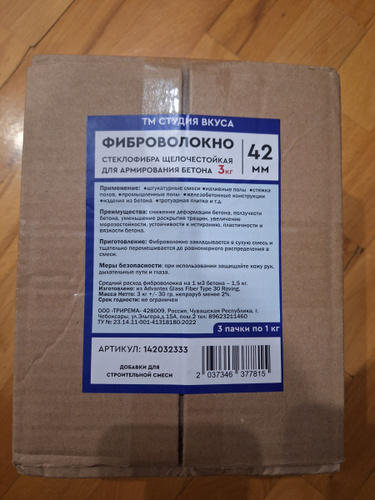 ТМ СТУДИЯ ВКУСА
ФИБРОВОЛОКНО
СТЕКЛОФИБРА ЩЕЛОЧЕСТОЙКАЯ
ДЛЯ АРМИРОВАНИЯ БЕТОНА 3кг
42
ММ
Применение: •штукатурные смеси •наливные полы •стяжка
полов, •промышленные полы •железобетонные конструкции
•изделия из бетона •тротуарная плитка и т.д.
Преимущества: снижение деформации бетона, ползучести
бетона, уменьшение раскрытия трещин, увеличение
морозостойкости, устойчивости к истиранию, пластичности и
вязкости бетона.
Приготовление: Фиброволокно закладывается в сухую смесь и
тщательно перемешивается до равномерного распределения в
смеси.
Меры безопасности: при использовании защищайте кожу рук,
дыхательные пути и глаза.
Средний расход фиброволокна на 1 м3 бетона – 1,5 кг.
Изготовлено из Advantex Glass Fiber Type 30 Roving.
Масса Нетто: 3 кг +/- 30 гр, непровуб менее 2%.
Срок годности: не ограничен
ООО «ТРИРЕМА» 428009, Россия, Чувашская Республика, г.
Чебоксары, ул.Эльгера,д.15А, пом.2 тел: 89623211460
ТУ № 23.14.11-001-41318180-2022
3 пачки по 1 кг
АРТИКУЛ: 142032333
ДОБАВКИ ДЛЯ
СТРОИТЕЛЬНОЙ СМЕСИ
2 037346 377815